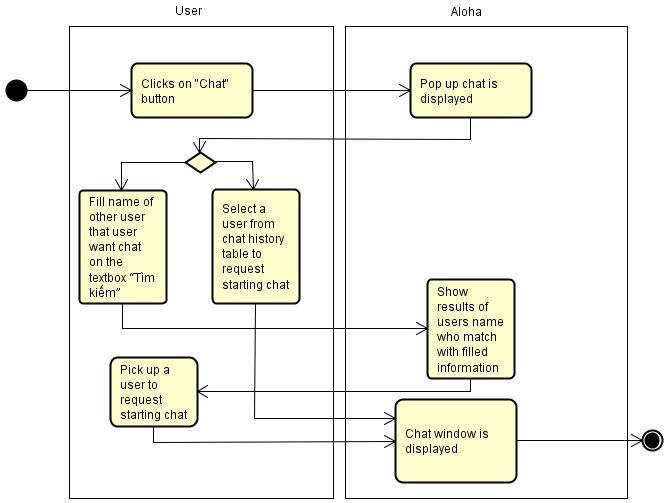 User
Aloha
Clicks on "Chat"
button
Pop up chat is
displayed
Fill name of
other user
that user
want chat
on the
textbox “Tìm
kiếm”
Select a
user from
chat history
table to
request
starting chat
Show
results of
users name
who match
with filled
information
Pick up a
user to
request
starting chat
Chat window is
displayed